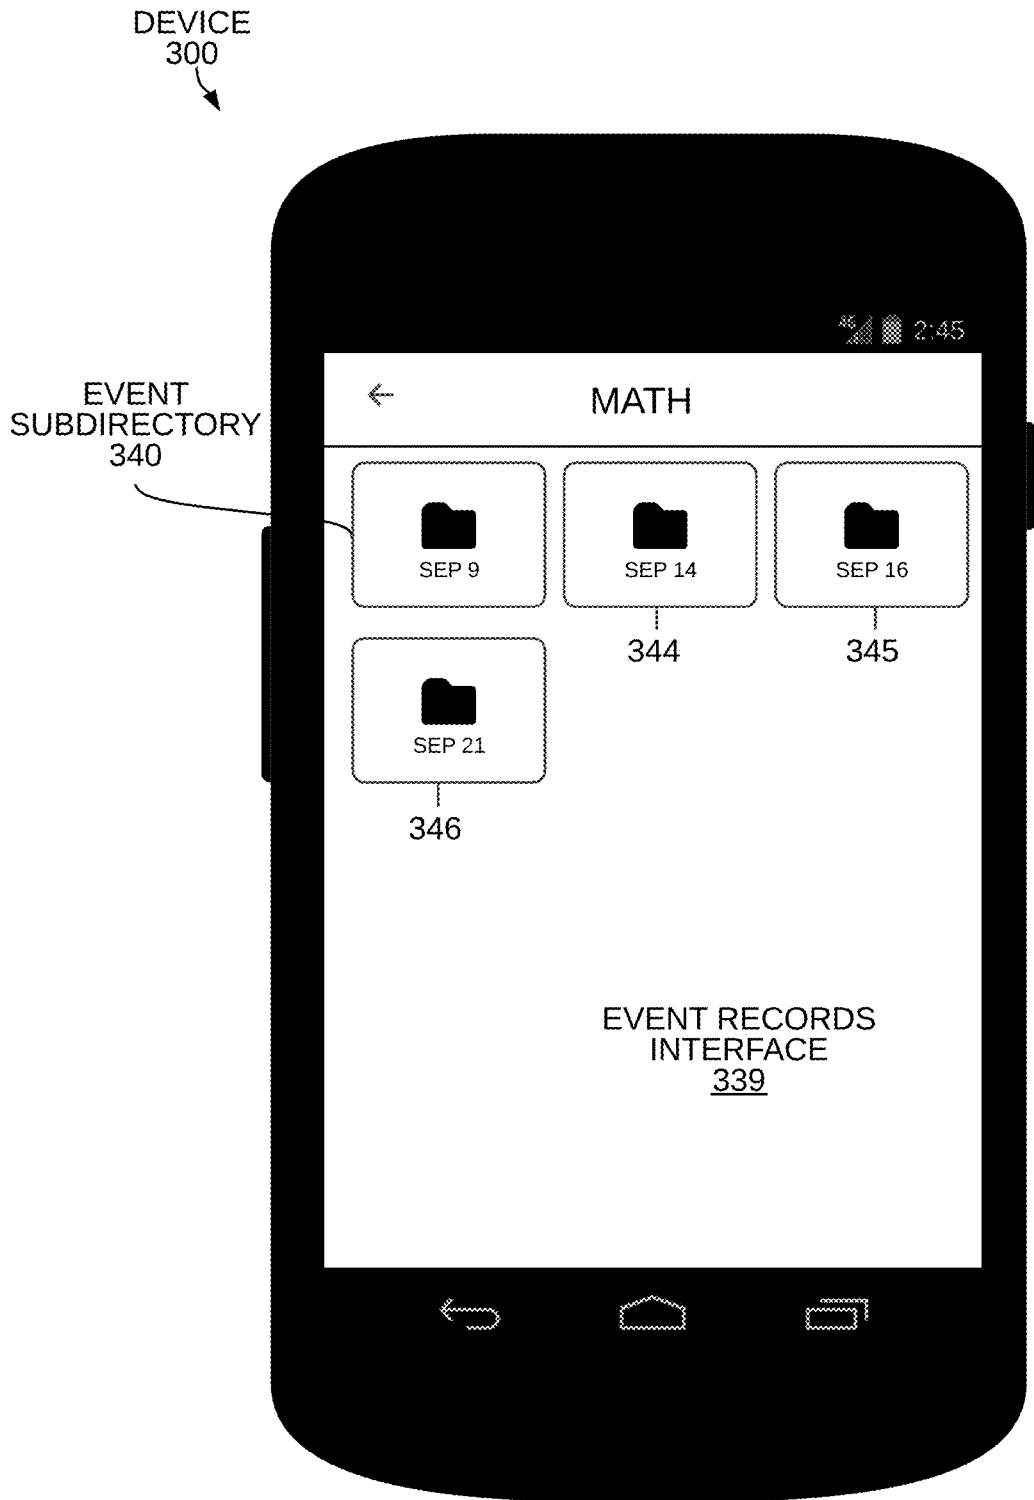 DEVICE
300
4G 2:45
EVENT
SUBDIRECTORY
340
MATH
SEP 9 SEP 14 SEP 16
344 345
SEP 21
346
EVENT RECORDS
INTERFACE
339